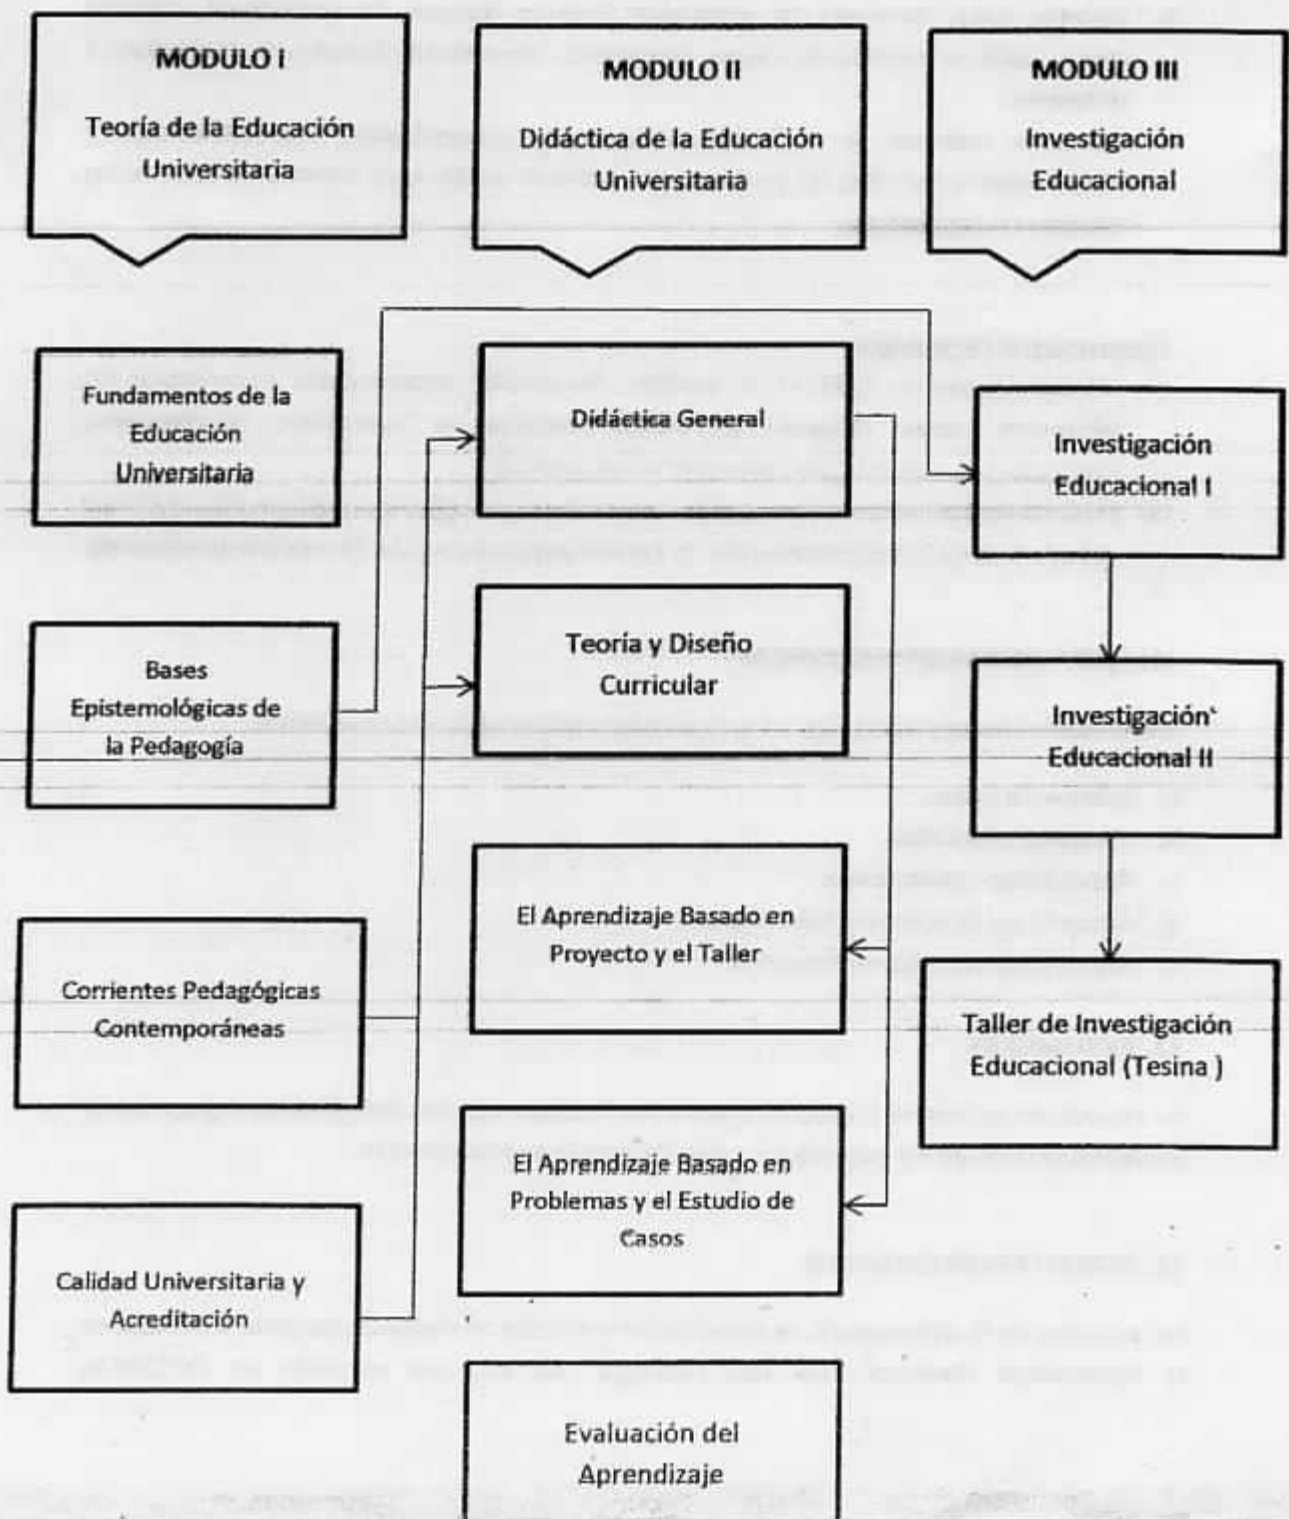 MODULO I
Teoría de la Educación
Universitaria
MODULO II
Didáctica de la Educación
Universitaria
MODULO III
Investigación
Educacional
Fundamentos de la
Educación
Universitaria
Bases
Epistemológicas de
la Pedagogía
Corrientes Pedagógicas
Contemporáneas
Calidad Universitaria y
Acreditación
Didáctica General
Teoría y Diseño
Curricular
El Aprendizaje Basado en
Proyecto y el Taller
El Aprendizaje Basado en
Problemas y el Estudio de
Casos
Evaluación del
Aprendizaje
Investigación
Educacional I
Investigación
Educacional II
Taller de Investigación
Educacional (Tesina )